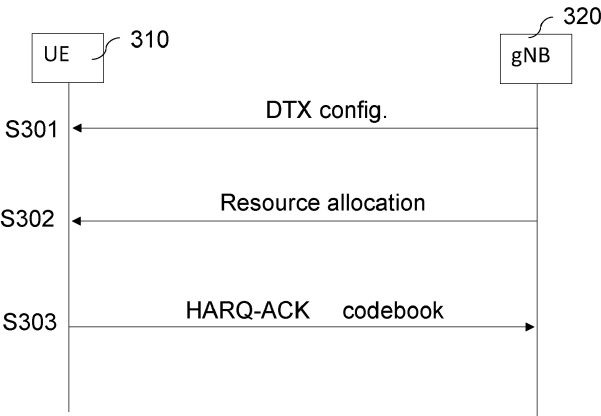 320
310
UE
gNB
DTX config.
S301
Resource allocation
S302
HARQ-ACK codebook
S303